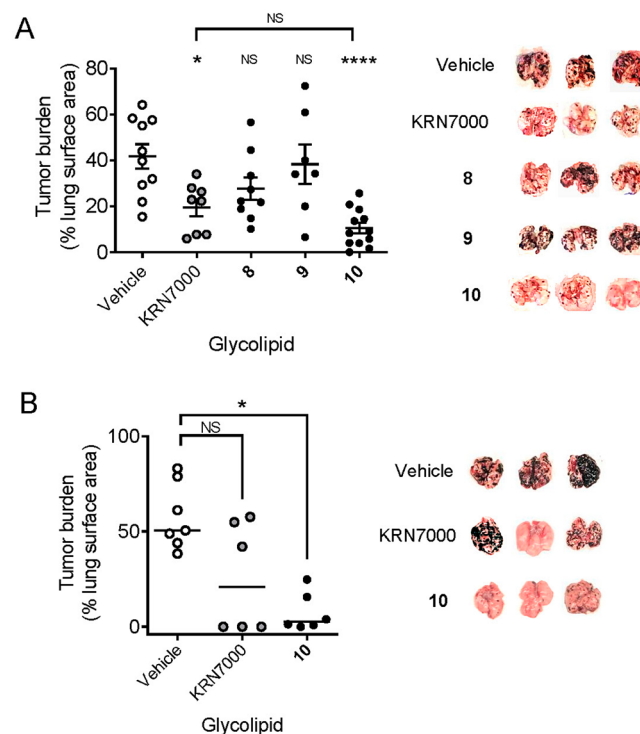 A
NS
* NS NS ****
80
60
40
20
0
Tumor burden
(% lung surface area)
Vehicle
KRN7000
8
9
10
Glycolipid
Vehicle
KRN7000
8
9
10
B
*
NS
100
50
0
Tumor burden
(% lung surface area)
Vehicle
KRN7000
10
Glycolipid
Vehicle
KRN7000
10